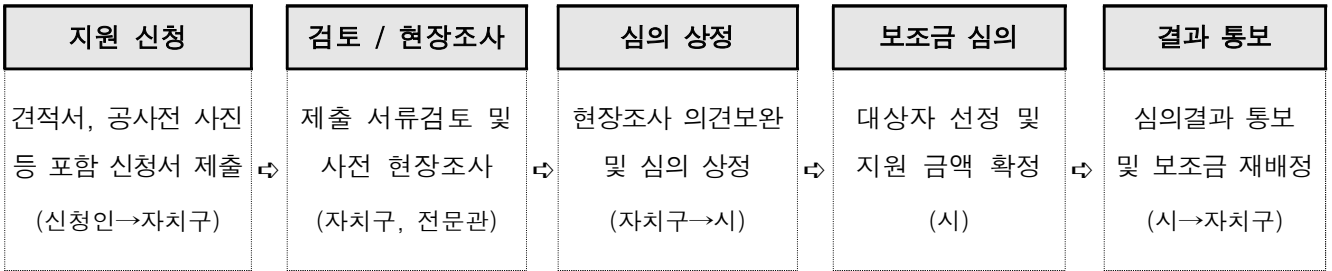 지원 신청
견적서, 공사전 사진
등 포함 신청서 제출
(신청인→자치구)
➪
검토 / 현장조사
제출 서류검토 및
사전 현장조사
(자치구, 전문관)
➪
심의 상정
현장조사 의견보완
및 심의 상정
(자치구→시)
➪
보조금 심의
대상자 선정 및
지원 금액 확정
(시)
➪
결과 통보
심의결과 통보
및 보조금 재배정
(시→자치구)